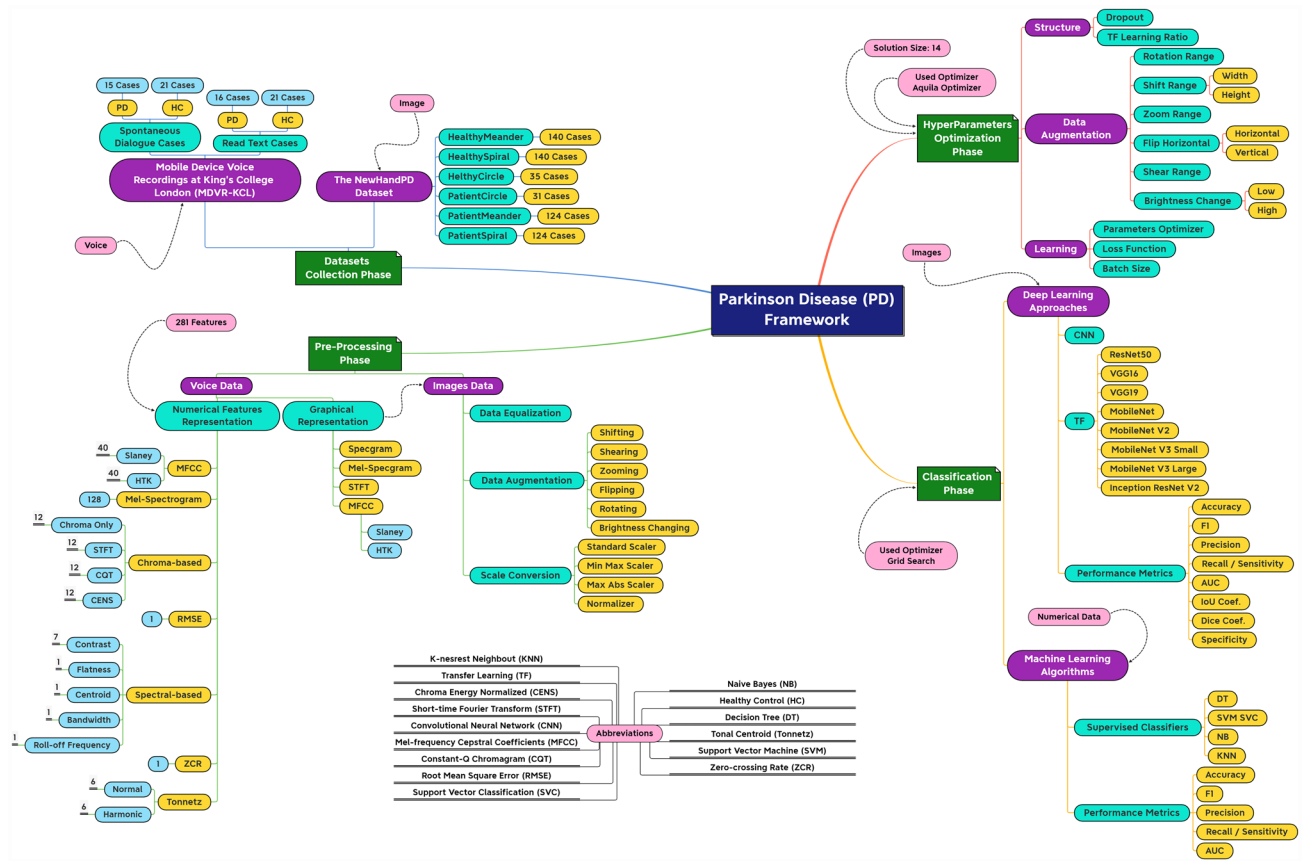 Parkinson Disease (PD)
Framework
15 Cases
21 Cases
PD
HC
Spontaneous
Dialogue Cases
16 Cases
21 Cases
PD
HC
Read Text Cases
Mobile Device Voice
Recordings at King's College
London (MDVR-KCL)
Voice
Image
The NewHandPD
Dataset
HealthyMeander
140 Cases
HealthySpiral
140 Cases
HelthyCircle
35 Cases
PatientCircle
31 Cases
PatientMeander
124 Cases
PatientSpiral
124 Cases
Datasets
Collection Phase
Pre-Processing
Phase
281 Features
Voice Data
Numerical Features
Representation
Graphical
Representation
Images Data
40
Slaney
40
HTK
MFCC
128
Mel-Spectrogram
12
Chroma Only
12
STFT
12
CQT
12
CENS
Chroma-based
1
RMSE
7
Contrast
1
Flatness
1
Centroid
1
Bandwidth
1
Roll-off Frequency
Spectral-based
1
ZCR
6
Normal
6
Harmonic
Tonnetz
Specgram
Mel-Specgram
STFT
MFCC
Slaney
HTK
Data Equalization
Data Augmentation
Shifting
Shearing
Zooming
Flipping
Rotating
Brightness Changing
Scale Conversion
Standard Scaler
Min Max Scaler
Max Abs Scaler
Normalizer
Solution Size: 14
Used Optimizer
Aquila Optimizer
HyperParameters
Optimization
Phase
Structure
Dropout
TF Learning Ratio
Data
Augmentation
Rotation Range
Shift Range
Width
Height
Zoom Range
Flip Horizontal
Horizontal
Vertical
Shear Range
Brightness Change
Low
High
Learning
Parameters Optimizer
Loss Function
Batch Size
Images
Deep Learning
Approaches
CNN
TF
ResNet50
VGG16
VGG19
MobileNet
MobileNet V2
MobileNet V3 Small
MobileNet V3 Large
Inception ResNet V2
Performance Metrics
Accuracy
F1
Precision
Recall / Sensitivity
AUC
IoU Coef.
Dice Coef.
Specificity
Classification
Phase
Used Optimizer
Grid Search
Numerical Data
Machine Learning
Algorithms
Supervised Classifiers
DT
SVM SVC
NB
KNN
Performance Metrics
Accuracy
F1
Precision
Recall / Sensitivity
AUC
Abbreviations
K-nesrest Neighbout (KNN)
Transfer Learning (TF)
Chroma Energy Normalized (CENS)
Short-time Fourier Transform (STFT)
Convolutional Neural Network (CNN)
Mel-frequency Cepstral Coefficients (MFCC)
Constant-Q Chromagram (CQT)
Root Mean Square Error (RMSE)
Support Vector Classification (SVC)
Naive Bayes (NB)
Healthy Control (HC)
Decision Tree (DT)
Tonal Centroid (Tonnetz)
Support Vector Machine (SVM)
Zero-crossing Rate (ZCR)